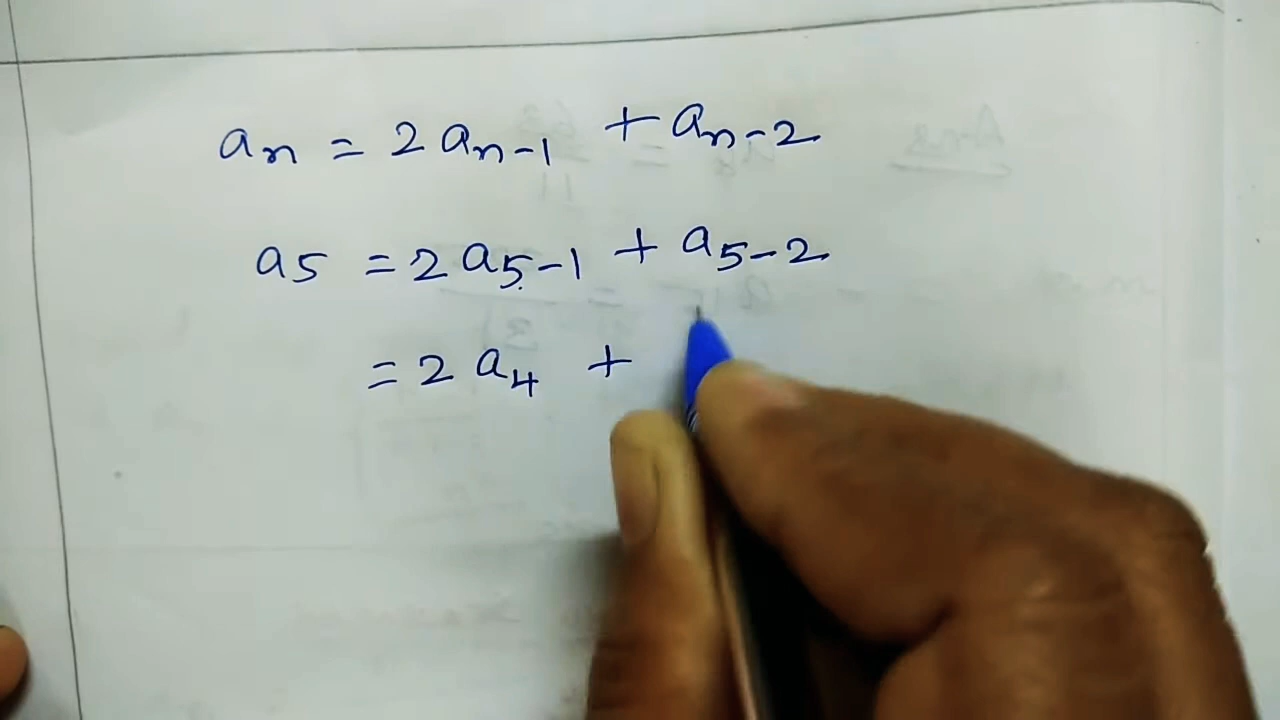 an = 2an-1 + an-2
a5 = 2a5-1 + a5-2
= 2a4 +